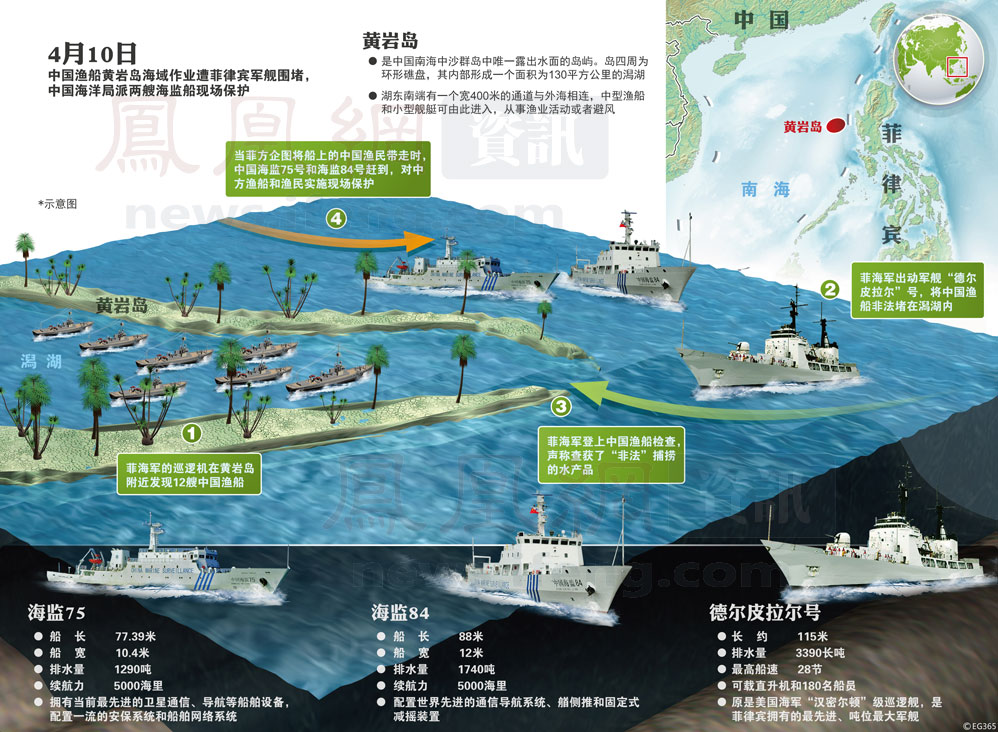 4月10日
中国渔船黄岩岛海域作业遭菲律宾军舰围堵，
中国海洋局派两艘海监船现场保护
黄岩岛
● 是中国南海中沙群岛中唯一露出水面的岛屿。岛四周为
环形礁盘，其内部形成一个面积为130平方公里的潟湖
● 湖东南端有一个宽400米的通道与外海相连，中型渔船
和小型舰艇可由此进入，从事渔业活动或者避风
中国
黄岩岛
南海
菲律宾
鳳凰網 資訊
*示意图
当菲方企图将船上的中国渔民带走时，
中国海监75号和海监84号赶到，对中
方渔船和渔民实施现场保护
4
2
菲海军出动军舰“德尔
皮拉尔”号，将中国渔
船非法堵在潟湖内
黄岩岛
潟湖
3
菲海军登上中国渔船检查，
声称查获了“非法”捕捞
的水产品
1
菲海军的巡逻机在黄岩岛
附近发现12艘中国渔船
鳳凰網 資訊
CHINA MARINE SURVEILLANCE
中国海监84
海监75
● 船长 77.39米
● 船宽 10.4米
● 排水量 1290吨
● 续航力 5000海里
● 拥有当前最先进的卫星通信、导航等船舶设备，
配置一流的安保系统和船舶网络系统
海监84
● 船长 88米
● 船宽 12米
● 排水量 1740吨
● 续航力 5000海里
● 配置世界先进的通信导航系统、艏侧推和固定式
减摇装置
德尔皮拉尔号
● 长约 115米
● 排水量 3390长吨
● 最高船速 28节
● 可载直升机和180名船员
● 原是美国海军“汉密尔顿”级巡逻舰，是
菲律宾拥有的最先进、吨位最大军舰
©EG365